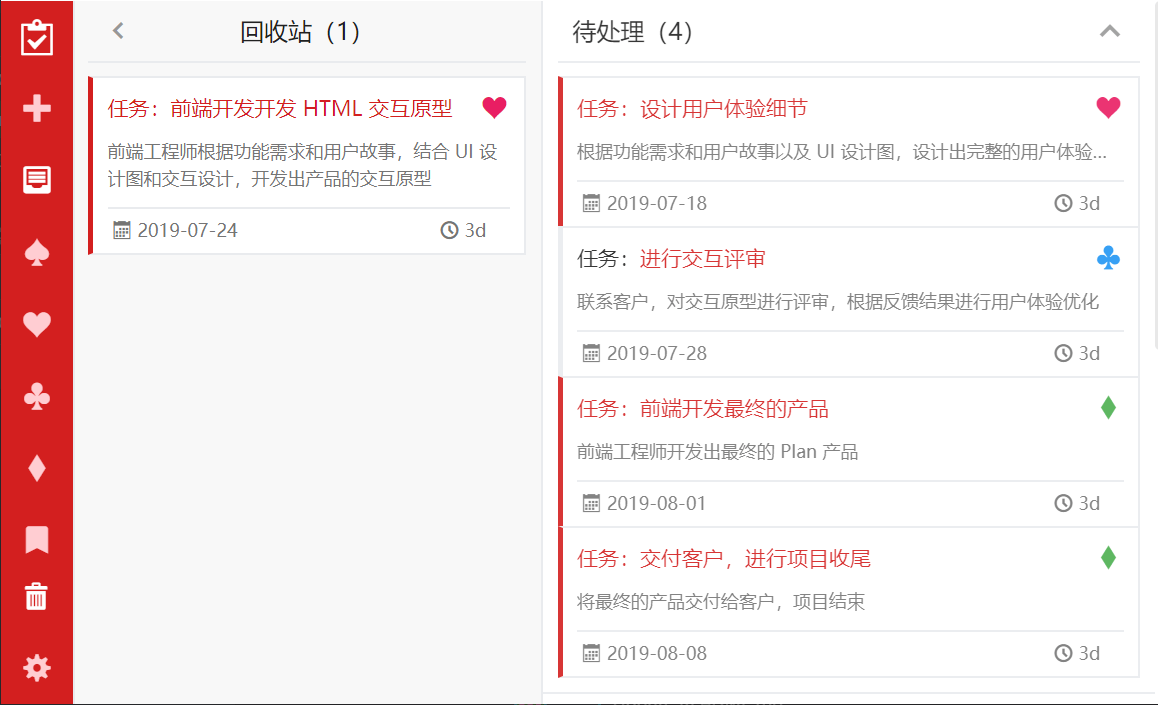 回收站（1）
任务：前端开发开发 HTML 交互原型
前端工程师根据功能需求和用户故事，结合 UI 设
计图和交互设计，开发出产品的交互原型
2019-07-24 3d
待处理（4）
任务：设计用户体验细节
根据功能需求和用户故事以及 UI 设计图，设计出完整的用户体验...
2019-07-18 3d
任务：进行交互评审
联系客户，对交互原型进行评审，根据反馈结果进行用户体验优化
2019-07-28 3d
任务：前端开发最终的产品
前端工程师开发出最终的 Plan 产品
2019-08-01 3d
任务：交付客户，进行项目收尾
将最终的产品交付给客户，项目结束
2019-08-08 3d